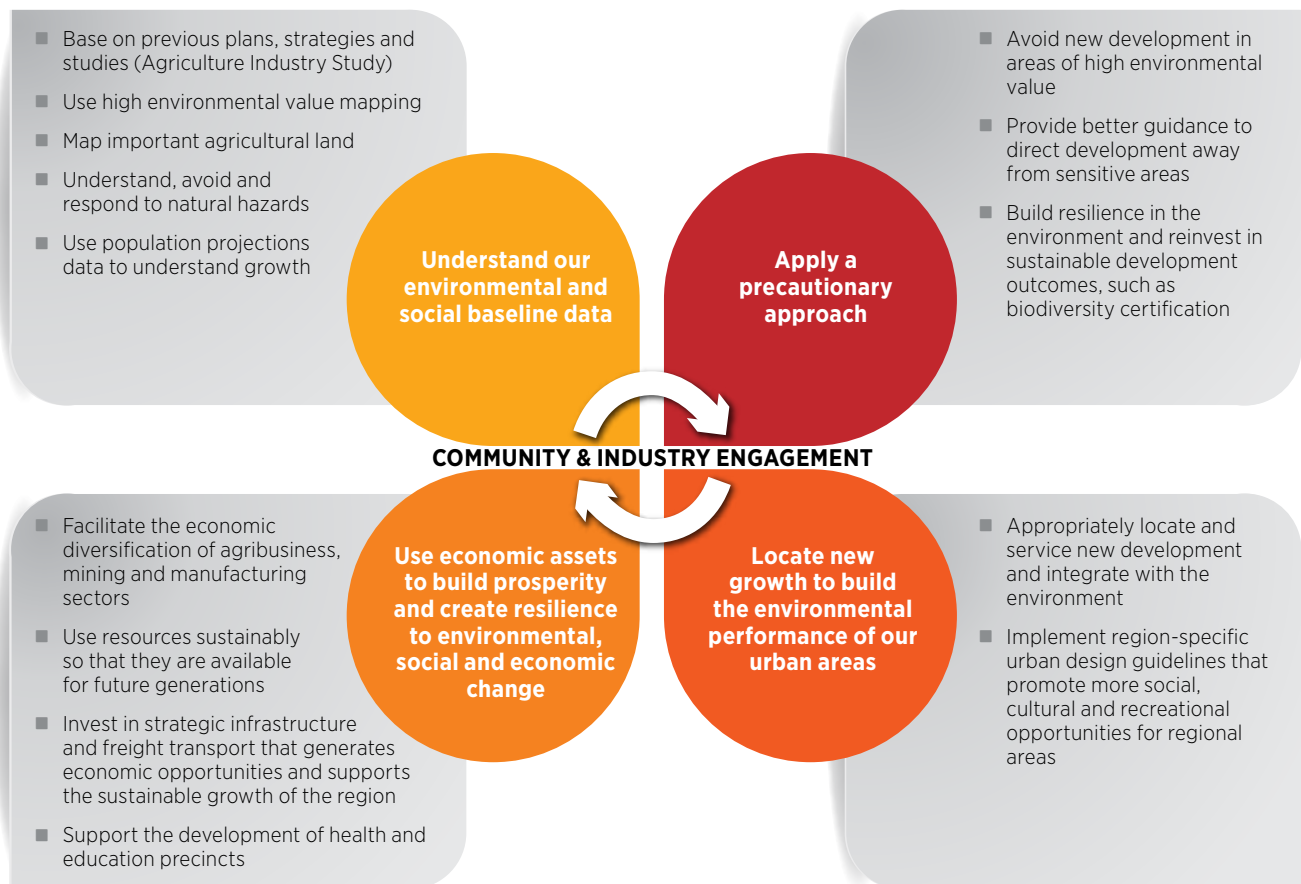 Base on previous plans, strategies and
studies (Agriculture Industry Study)
Use high environmental value mapping
Map important agricultural land
Understand, avoid and
respond to natural hazards
Use population projections
data to understand growth
Understand our
environmental and
social baseline data
Apply a
precautionary
approach
Avoid new development in
areas of high environmental
value
Provide better guidance to
direct development away
from sensitive areas
Build resilience in the
environment and reinvest in
sustainable development
outcomes, such as
biodiversity certification
COMMUNITY & INDUSTRY ENGAGEMENT
Facilitate the economic
diversification of agribusiness,
mining and manufacturing
sectors
Use resources sustainably
so that they are available
for future generations
Invest in strategic infrastructure
and freight transport that generates
economic opportunities and supports
the sustainable growth of the region
Support the development of health and
education precincts
Use economic assets
to build prosperity
and create resilience
to environmental,
social and economic
change
Locate new
growth to build
the environmental
performance of our
urban areas
Appropriately locate and
service new development
and integrate with the
environment
Implement region-specific
urban design guidelines that
promote more social,
cultural and recreational
opportunities for regional
areas